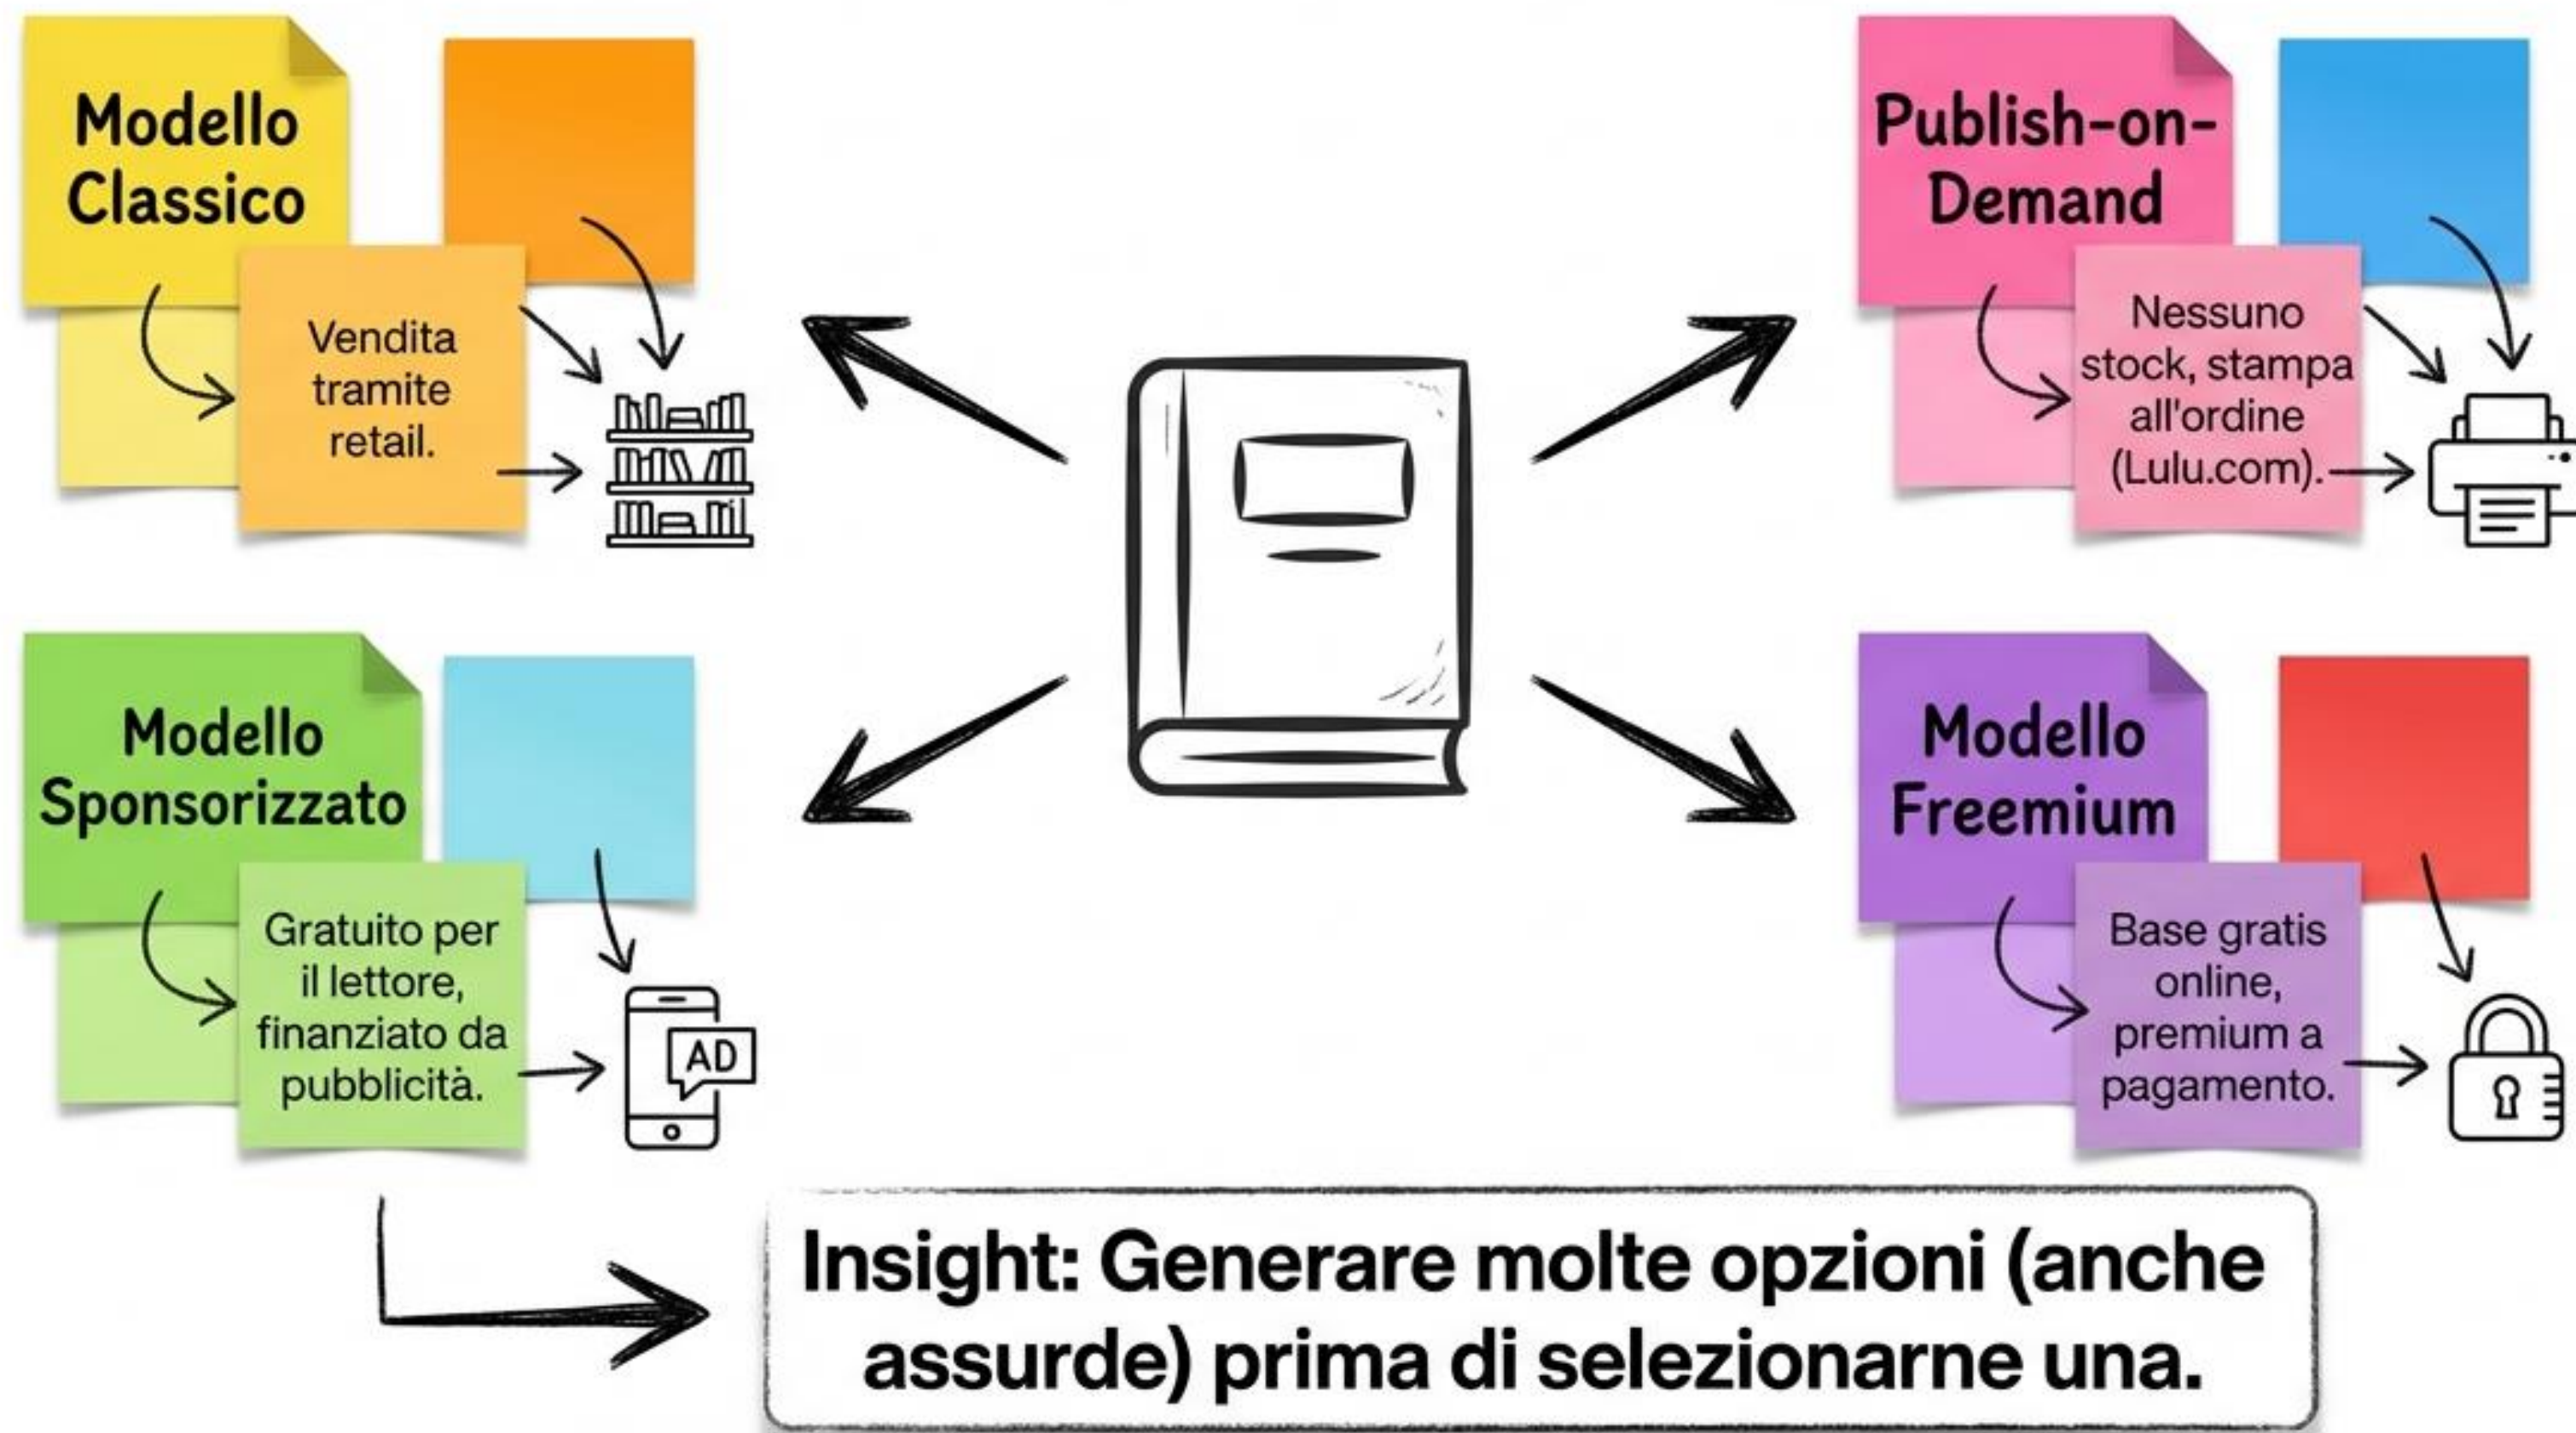 Modello
Classico
Vendita
tramite
retail.
Publish-on-
Demand
Nessuno
stock, stampa
all'ordine
(Lulu.com).
Modello
Sponsorizzato
Gratuito per
il lettore,
finanziato da
pubblicità.
AD
Modello
Freemium
Base gratis
online,
premium a
pagamento.
Insight: Generare molte opzioni (anche
assurde) prima di selezionarne una.